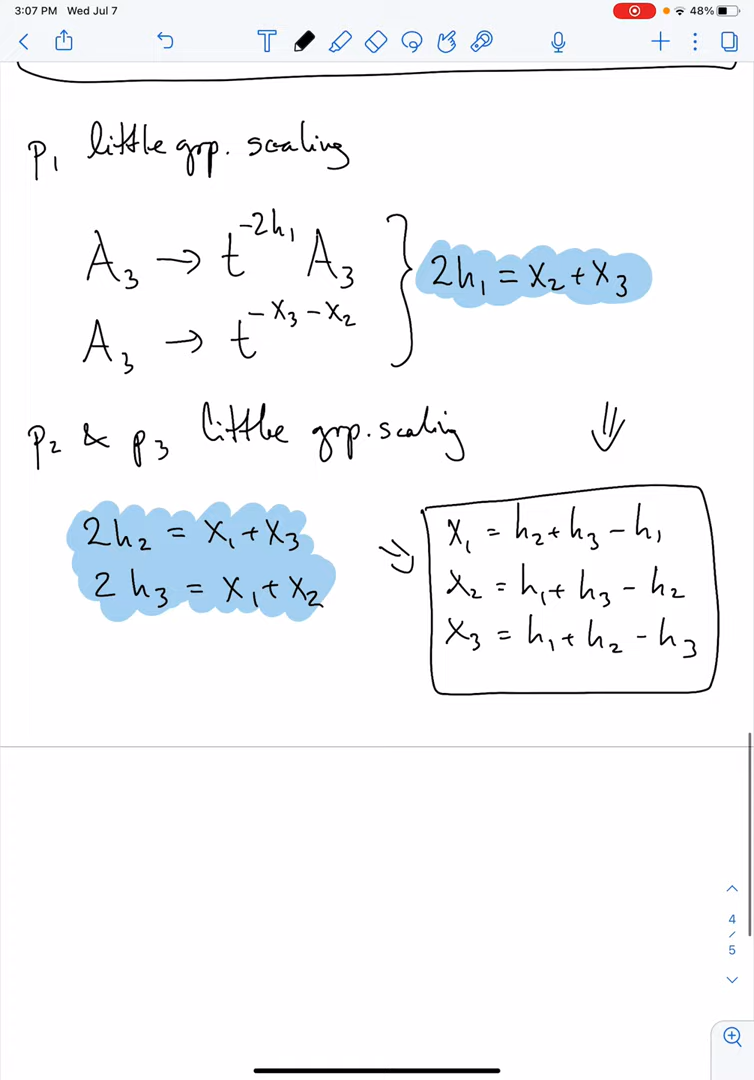 3:07 PM Wed Jul 7 48%
p₁ little grp. scaling
A₃ → t^{-2h₁} A₃
2h₁ = x₂ + x₃
A₃ → t^{-x₃-x₂}
p₂ & p₃ little grp. scaling
⇓
2h₂ = x₁ + x₃
2h₃ = x₁ + x₂
⇒
x₁ = h₂ + h₃ - h₁
x₂ = h₁ + h₃ - h₂
x₃ = h₁ + h₂ - h₃
4
/
5